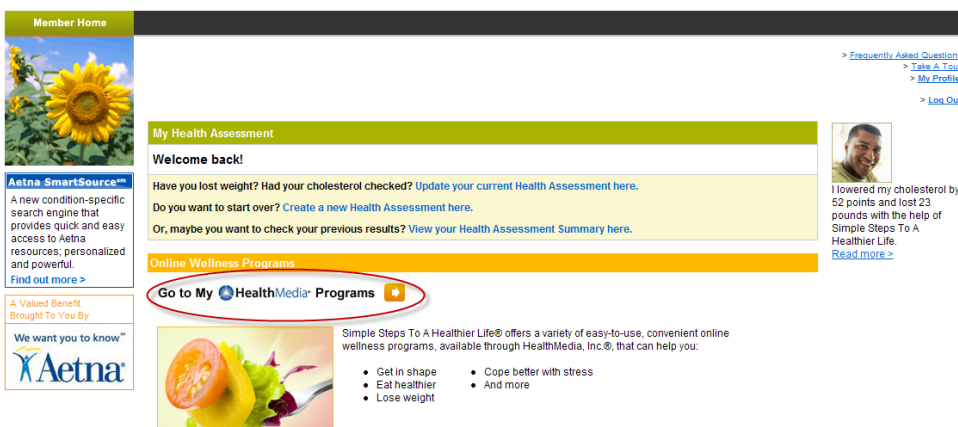 Member Home
> Frequently Asked Question
> Take A Tou
> My Profile
> Log Ou
My Health Assessment
Welcome back!
Have you lost weight? Had your cholesterol checked? Update your current Health Assessment here.
Do you want to start over? Create a new Health Assessment here.
Or, maybe you want to check your previous results? View your Health Assessment Summary here.
Aetna SmartSource℠
A new condition-specific
search engine that
provides quick and easy
access to Aetna
resources; personalized
and powerful.
Find out more >
A Valued Benefit
Brought To You By
We want you to know™
Aetna®
I lowered my cholesterol by
52 points and lost 23
pounds with the help of
Simple Steps To A
Healthier Life.
Read more >
Online Wellness Programs
Go to My HealthMedia® Programs
Simple Steps To A Healthier Life® offers a variety of easy-to-use, convenient online
wellness programs, available through HealthMedia, Inc.®, that can help you:
• Get in shape
• Eat healthier
• Lose weight
• Cope better with stress
• And more